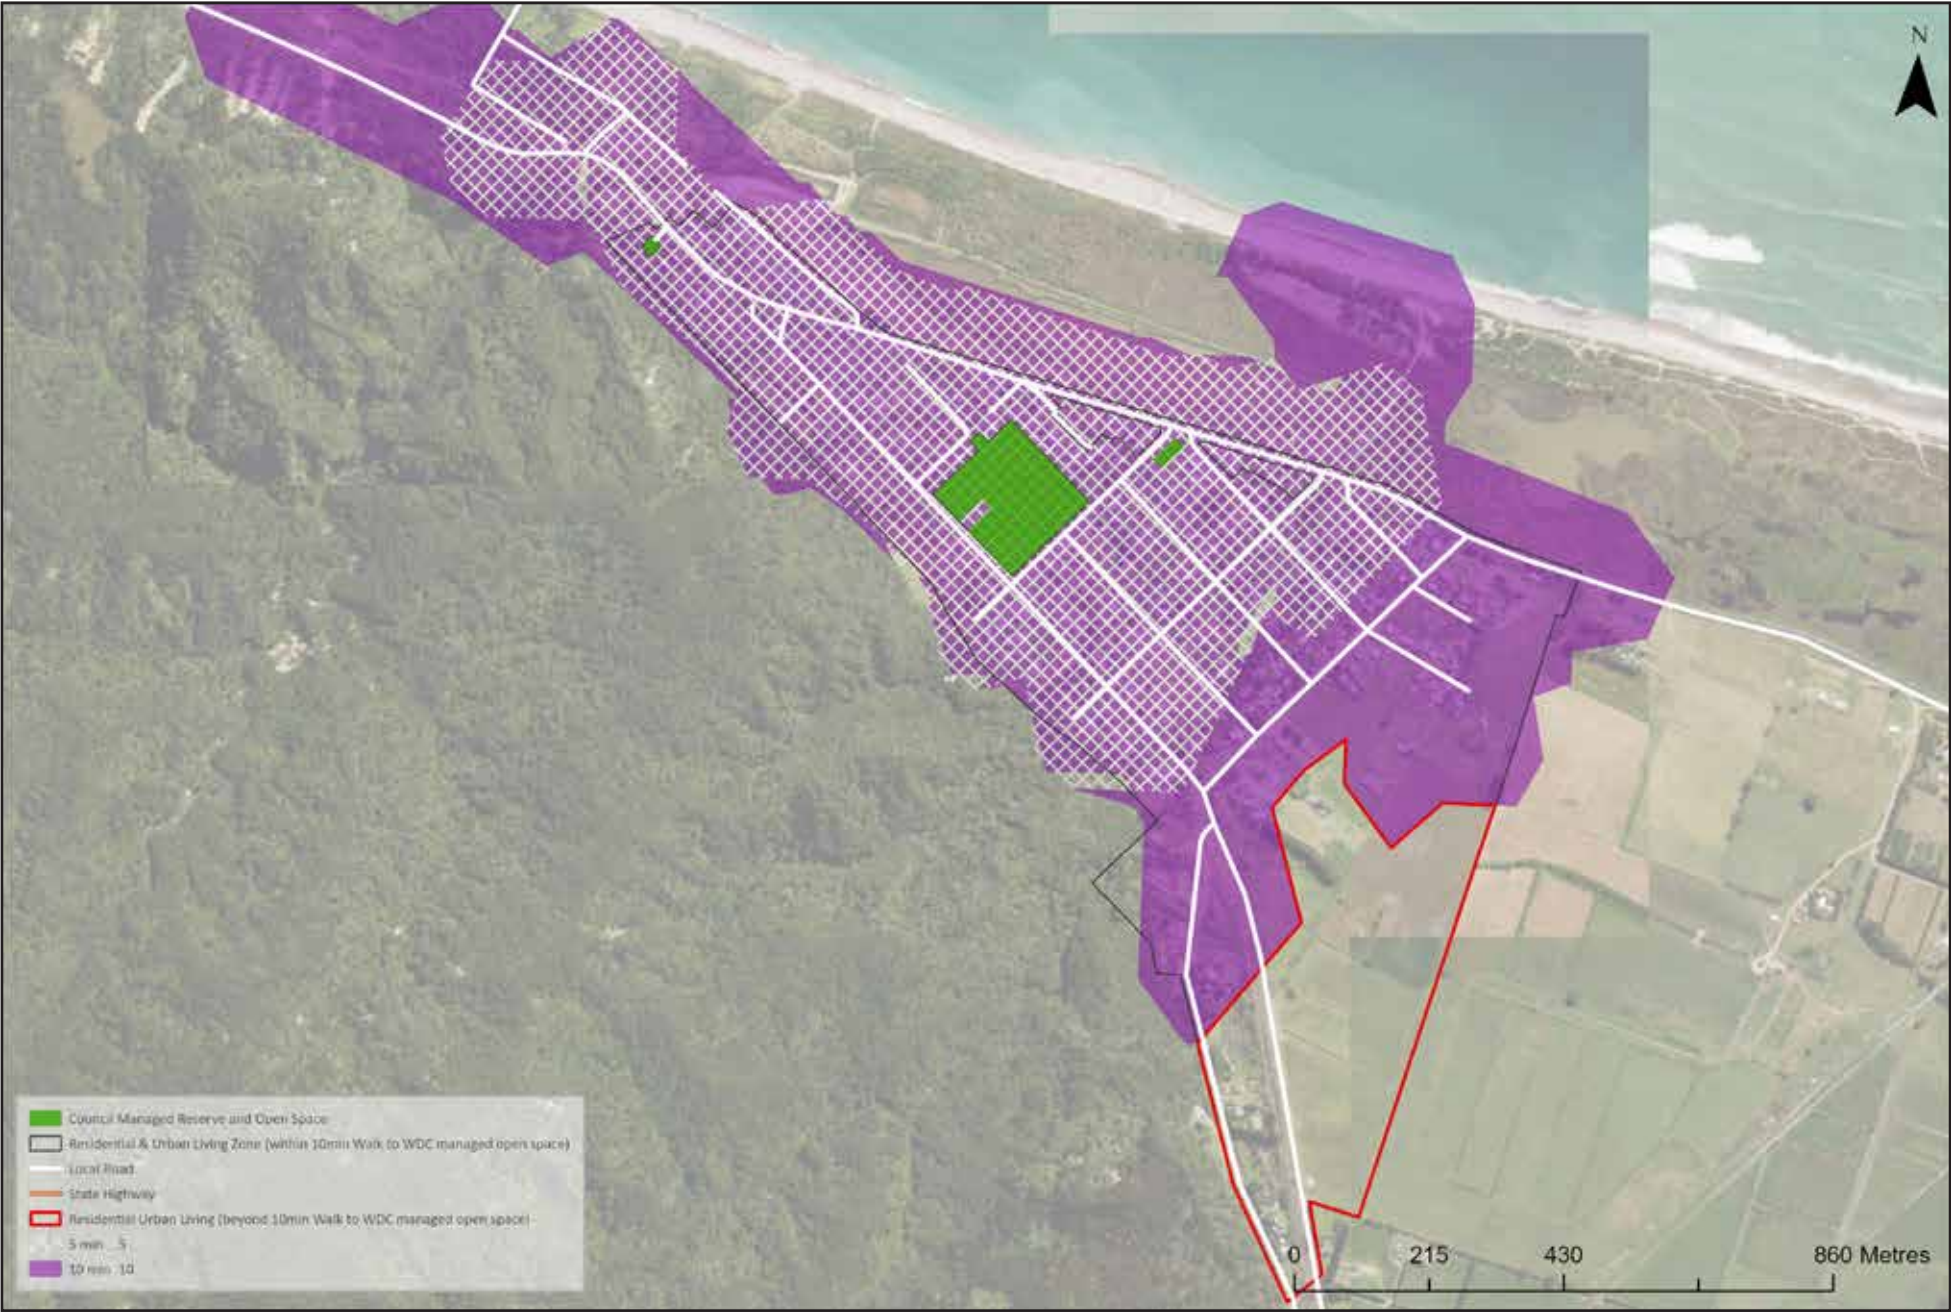 N
Council Managed Reserve and Open Space
Residential & Urban Living Zone (within 10min Walk to WDC managed open space)
Local Road
State Highway
Residential Urban Living (beyond 10min Walk to WDC managed open space)
5 min 5
10 min 10
0 215 430 860 Metres